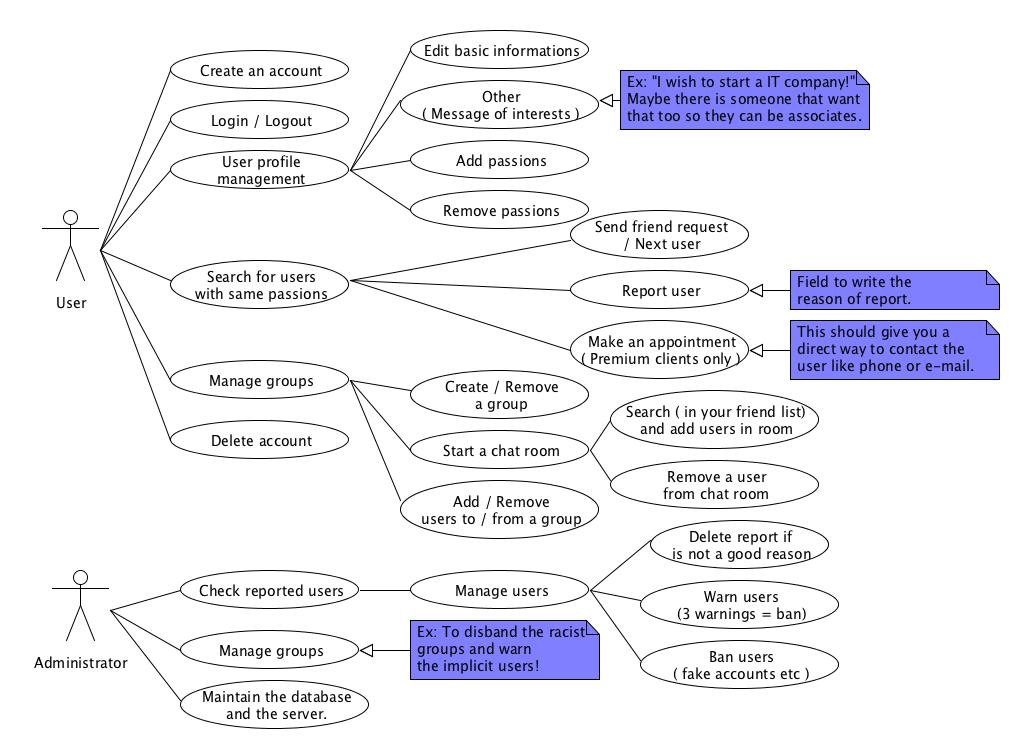 Create an account
Login / Logout
User profile
management
Edit basic informations
Other
( Message of interests )
Ex: "I wish to start a IT company!"
Maybe there is someone that want
that too so they can be associates.
Add passions
Remove passions
User
Search for users
with same passions
Send friend request
/ Next user
Report user
Field to write the
reason of report.
Make an appointment
( Premium clients only )
This should give you a
direct way to contact the
user like phone or e-mail.
Manage groups
Create / Remove
a group
Start a chat room
Search ( in your friend list)
and add users in room
Remove a user
from chat room
Add / Remove
users to / from a group
Delete account
Administrator
Check reported users
Manage users
Delete report if
is not a good reason
Warn users
(3 warnings = ban)
Ban users
( fake accounts etc )
Manage groups
Ex: To disband the racist
groups and warn
the implicit users!
Maintain the database
and the server.